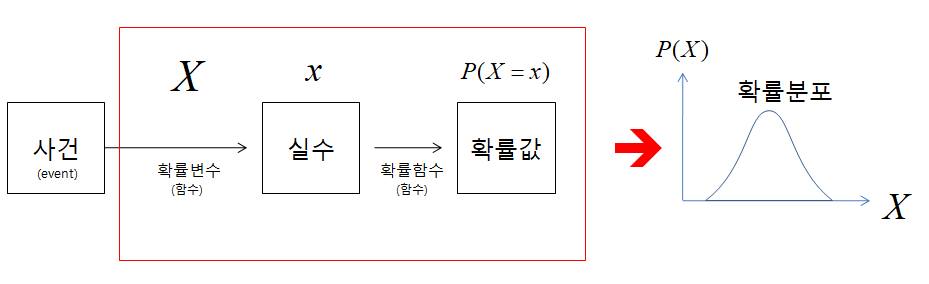 X
x
P(X = x)
사건
(event)
확률변수
(함수)
실수
확률함수
(함수)
확률값
P(X)
확률분포
X